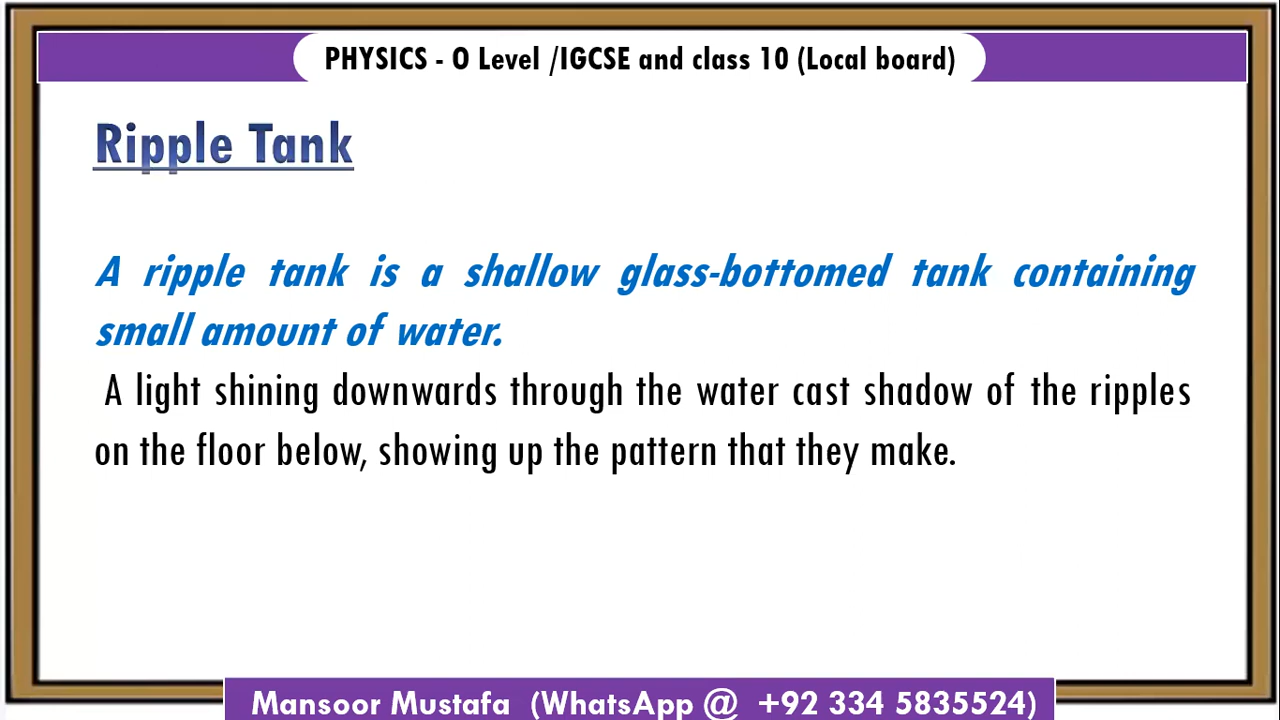 PHYSICS - O Level /IGCSE and class 10 (Local board)
Ripple Tank
A ripple tank is a shallow glass-bottomed tank containing
small amount of water.
A light shining downwards through the water cast shadow of the ripples
on the floor below, showing up the pattern that they make.
Mansoor Mustafa (WhatsApp @ +92 334 5835524)